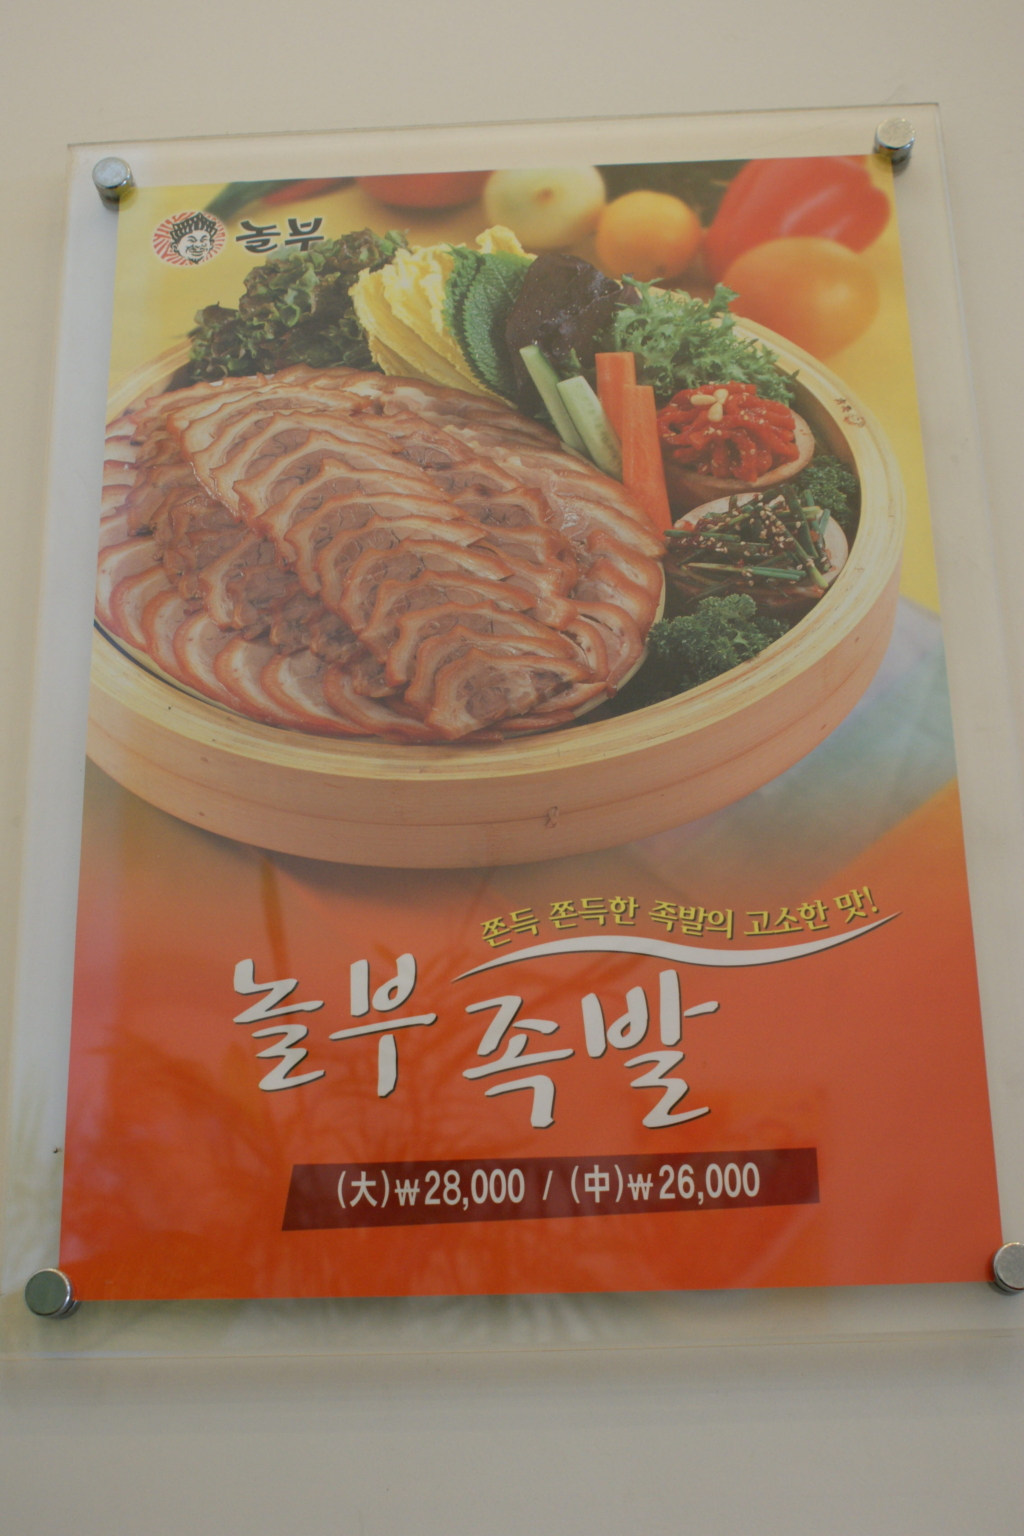 놀부
쫀득 쫀득한 족발의 고소한 맛!
놀부 족발
(大)₩28,000 / (中)₩26,000